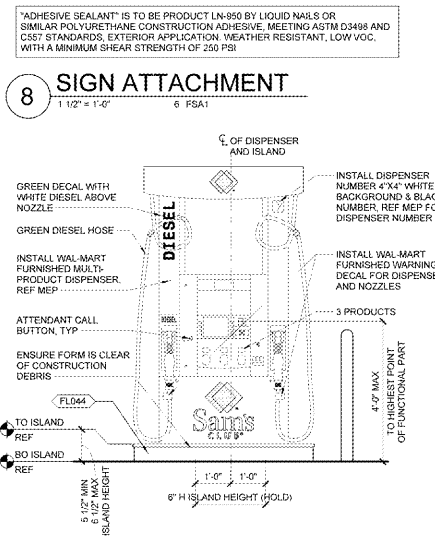 "ADHESIVE SEALANT" IS TO BE PRODUCT LN-950 BY LIQUID NAILS OR
SIMILAR POLYURETHANE CONSTRUCTION ADHESIVE, MEETING ASTM D3498 AND
C557 STANDARDS, EXTERIOR APPLICATION. WEATHER RESISTANT, LOW VOC,
WITH A MINIMUM SHEAR STRENGTH OF 250 PSI
8
SIGN ATTACHMENT
1 1/2" = 1'-0"
6 FSA1
℄ OF DISPENSER
AND ISLAND
GREEN DECAL WITH
WHITE DIESEL ABOVE
NOZZLE
GREEN DIESEL HOSE
INSTALL WAL-MART
FURNISHED MULTI-
PRODUCT DISPENSER,
REF MEP
ATTENDANT CALL
BUTTON, TYP
ENSURE FORM IS CLEAR
OF CONSTRUCTION
DEBRIS
FL044
TO ISLAND
REF
BO ISLAND
REF
5 1/2" MIN
6 1/2" MAX
ISLAND HEIGHT
DIESEL
Sam's
CLUB
INSTALL DISPENSER
NUMBER 4"X4" WHITE
BACKGROUND & BLAC
NUMBER, REF MEP FO
DISPENSER NUMBER
INSTALL WAL-MART
FURNISHED WARNING
DECAL FOR DISPENSE
AND NOZZLES
3 PRODUCTS
4'-0" MAX
TO HIGHEST POINT
OF FUNCTIONAL PART
1'-0"
1'-0"
6" H ISLAND HEIGHT (HOLD)